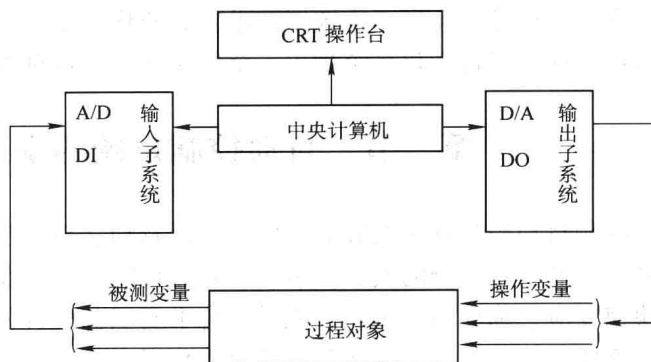 CRT 操作台
A/D
DI
输入子系统
中央计算机
D/A
DO
输出子系统
被测变量
过程对象
操作变量